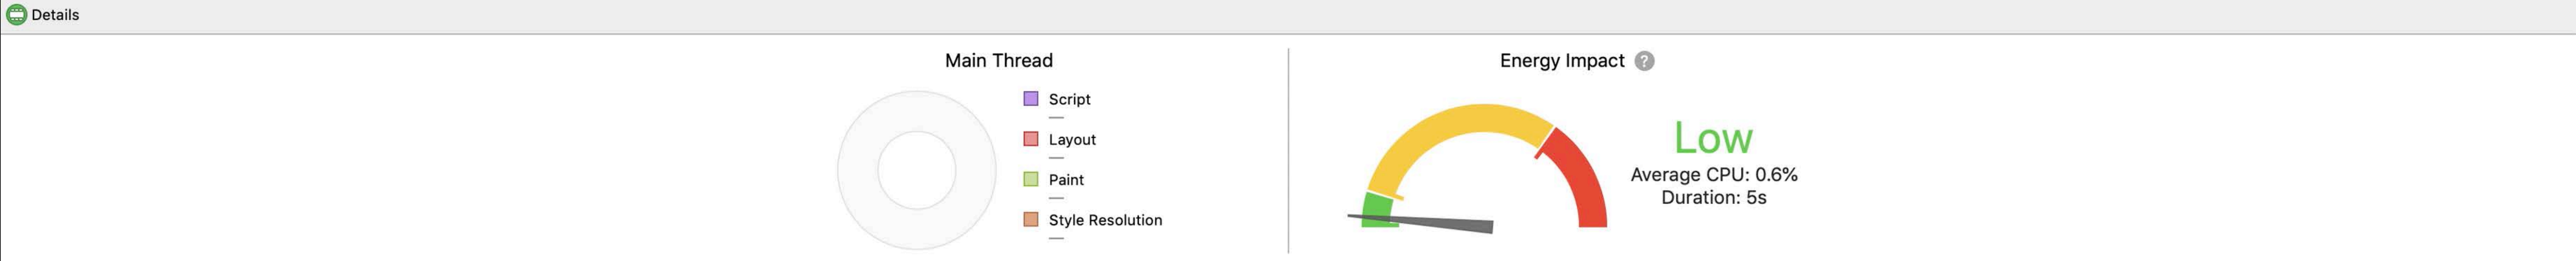 Details
Main Thread
Script
—
Layout
—
Paint
—
Style Resolution
—
Energy Impact ?
Low
Average CPU: 0.6%
Duration: 5s